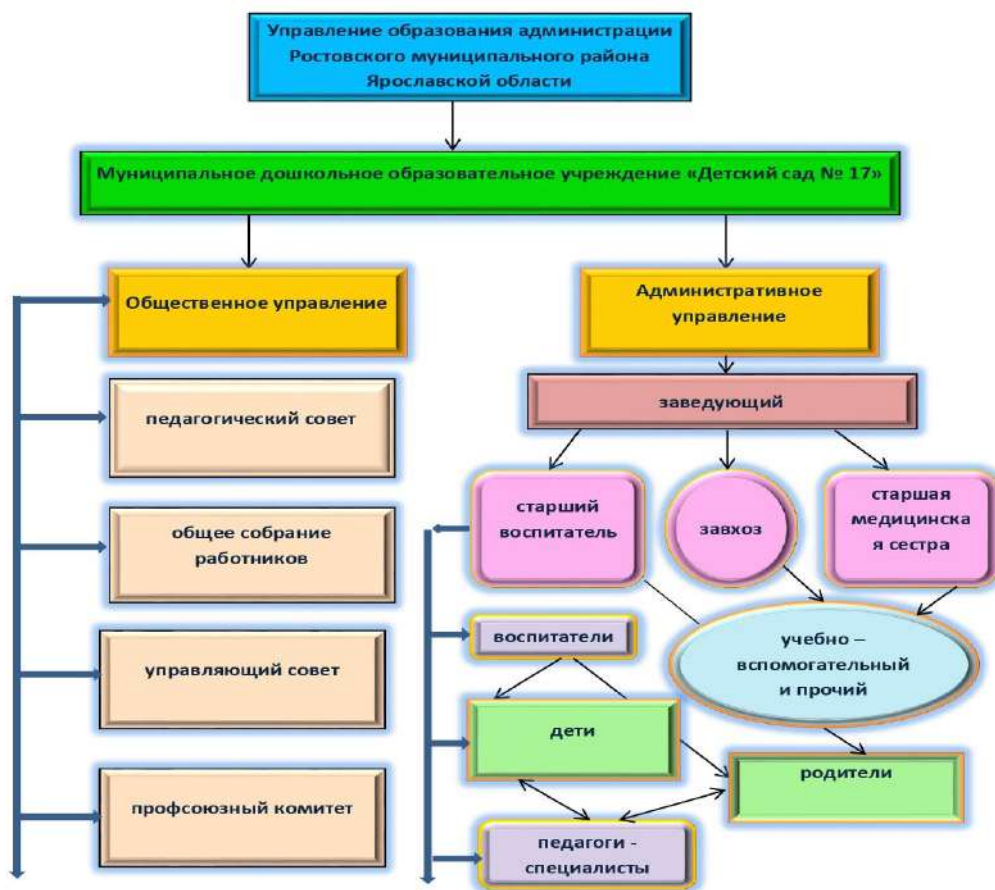 Управление образования администрации
Ростовского муниципального района
Ярославской области
Муниципальное дошкольное образовательное учреждение «Детский сад № 17»
Общественное управление
Административное
управление
педагогический совет
заведующий
общее собрание
работников
старший
воспитатель
завхоз
старшая
медицинска
я сестра
управляющий совет
воспитатели
учебно –
вспомогательный
и прочий
дети
родители
профсоюзный комитет
педагоги -
специалисты